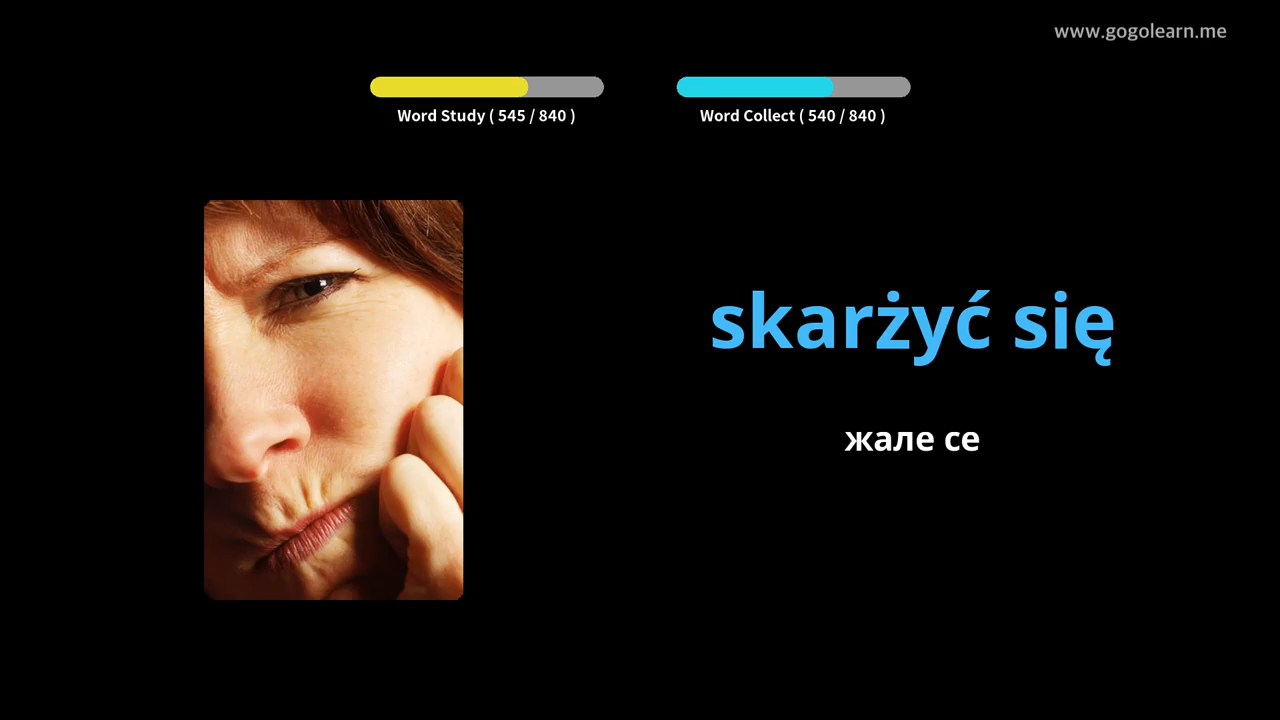 www.gogolearn.me
Word Study ( 545 / 840 )
Word Collect ( 540 / 840 )
skarżyć się
жале се